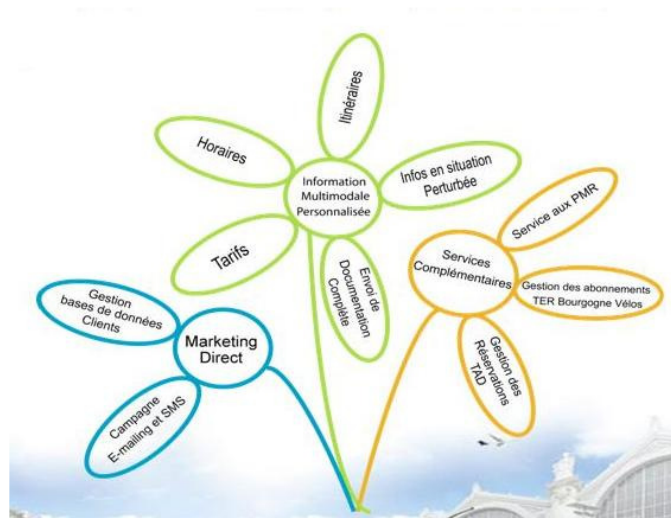 Itinéraires
Horaires
Information
Multimodale
Personnalisée
Infos en situation
Perturbée
Tarifs
Envoi de
Documentation
Complète
Service aux PMR
Services
Complémentaires
Gestion des abonnements
TER Bourgogne Vélos
Gestion des
Réservations
TAD
Gestion
bases de données
Clients
Marketing
Direct
Campagne
E-mailing et SMS